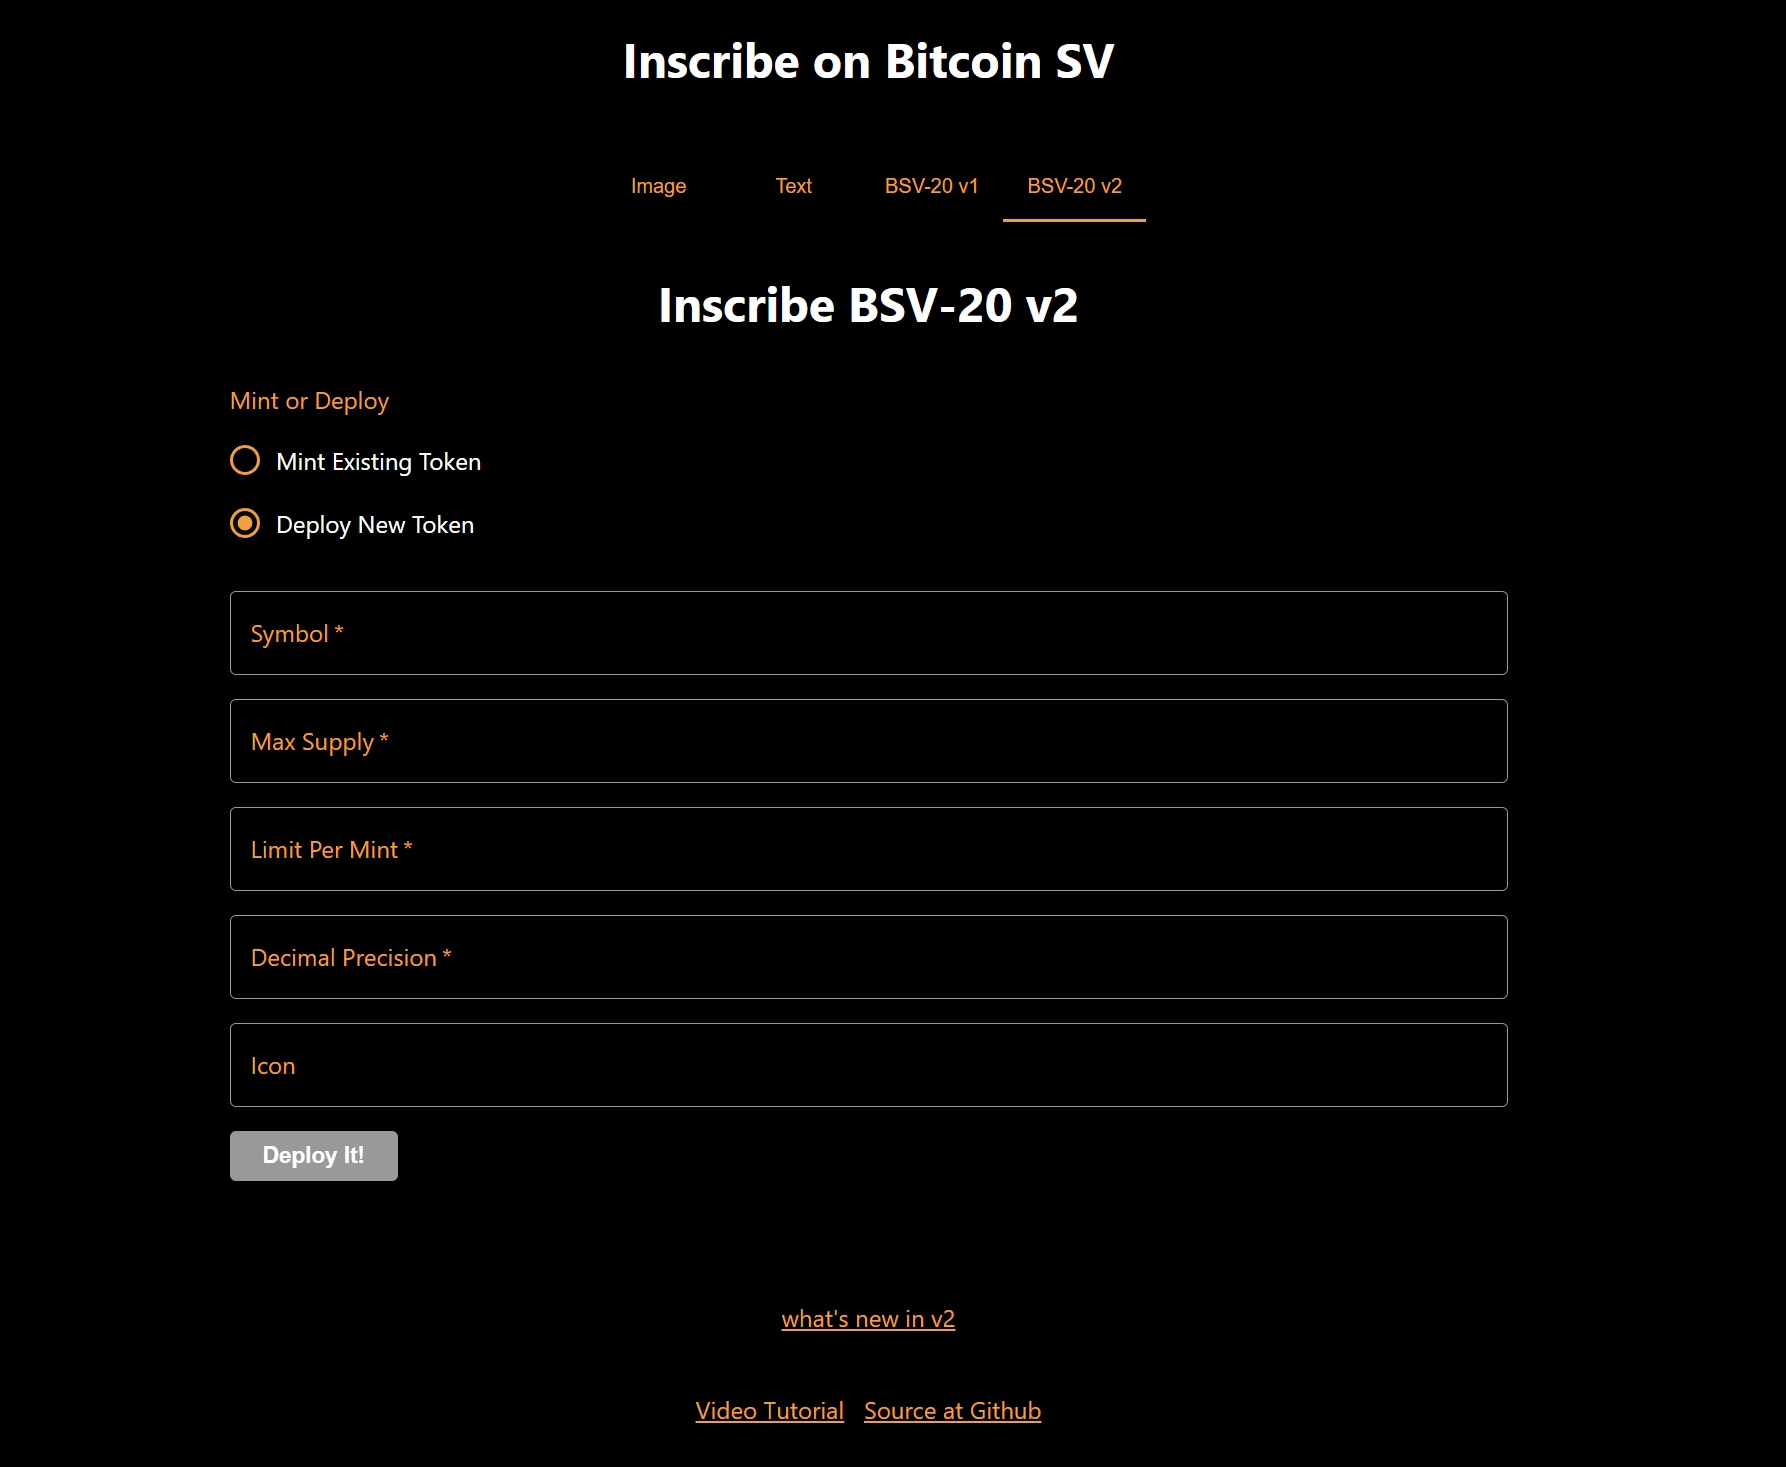 Inscribe on Bitcoin SV
Image Text BSV-20 v1 BSV-20 v2
Inscribe BSV-20 v2
Mint or Deploy
Mint Existing Token
Deploy New Token
Symbol *
Max Supply *
Limit Per Mint *
Decimal Precision *
Icon
Deploy It!
what's new in v2
Video Tutorial Source at Github